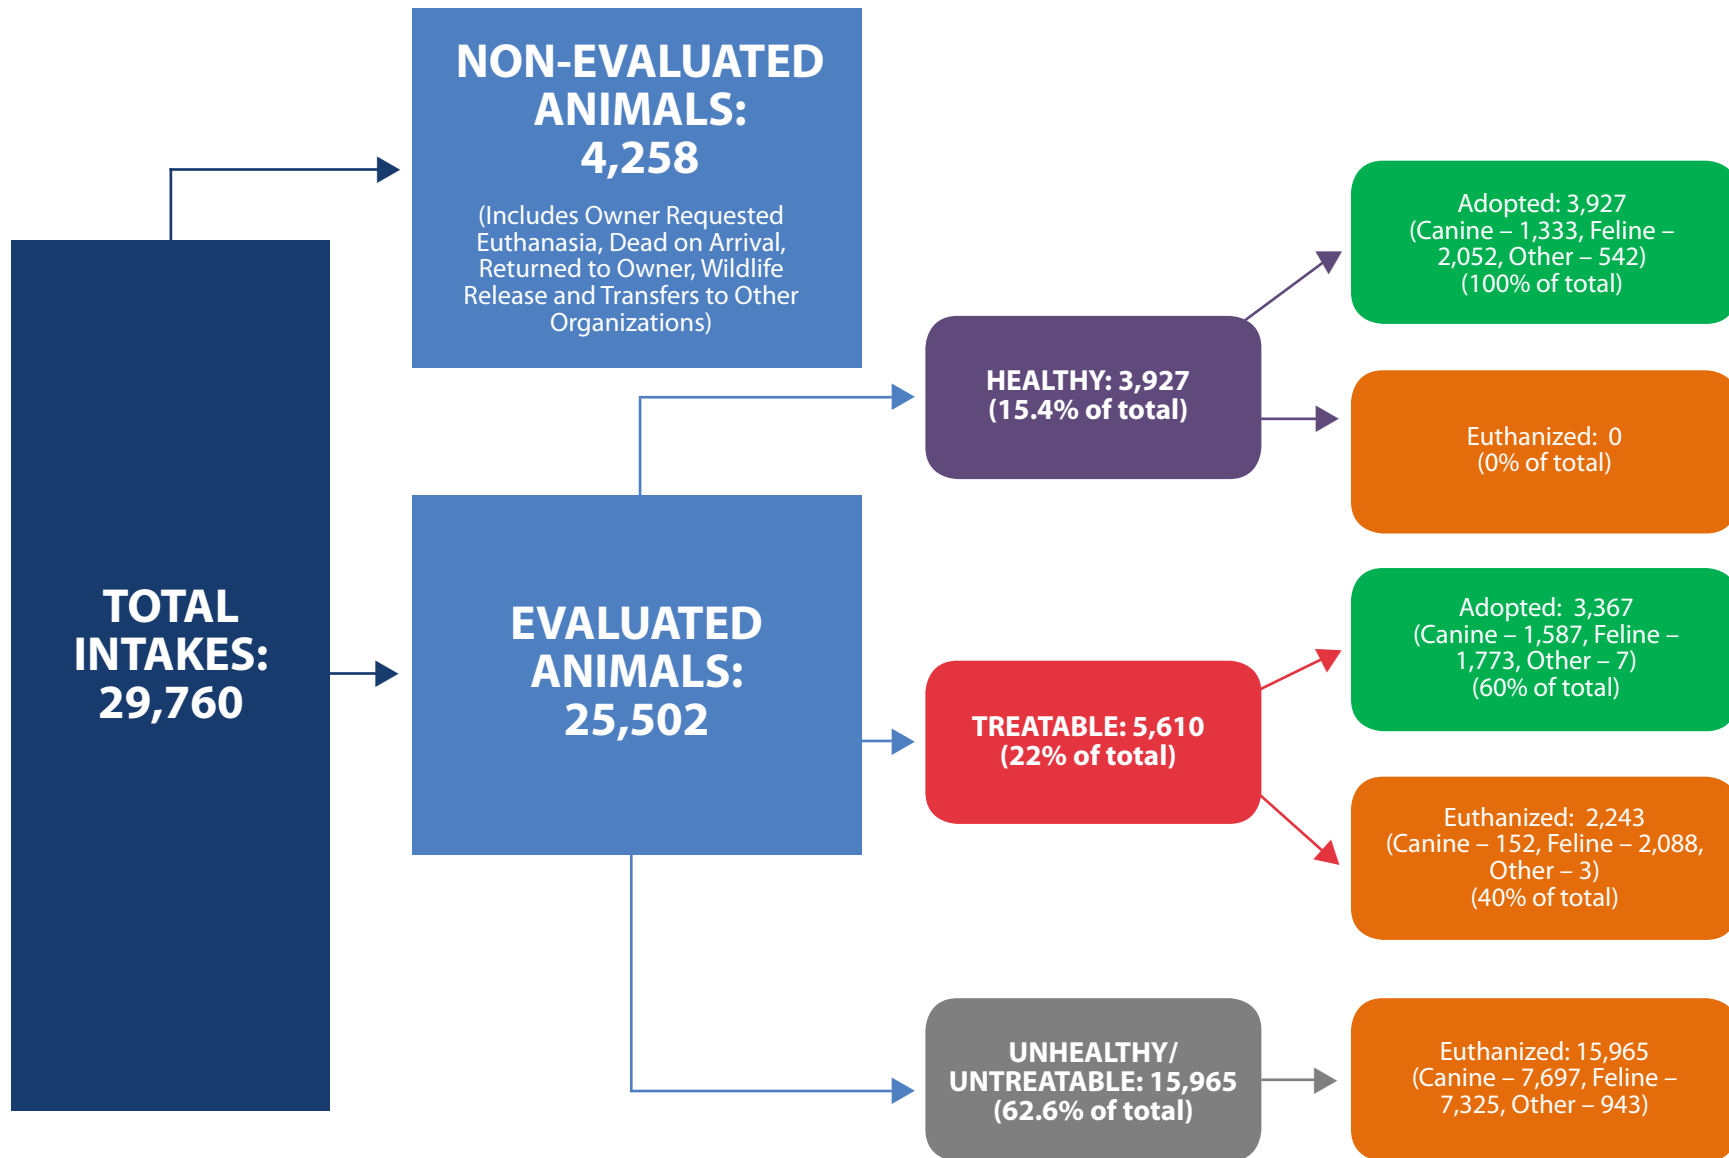 NON-EVALUATED
ANIMALS:
4,258
(Includes Owner Requested
Euthanasia, Dead on Arrival,
Returned to Owner, Wildlife
Release and Transfers to Other
Organizations)
TOTAL
INTAKES:
29,760
EVALUATED
ANIMALS:
25,502
HEALTHY: 3,927
(15.4% of total)
Adopted: 3,927
(Canine – 1,333, Feline –
2,052, Other – 542)
(100% of total)
Euthanized: 0
(0% of total)
TREATABLE: 5,610
(22% of total)
Adopted: 3,367
(Canine – 1,587, Feline –
1,773, Other – 7)
(60% of total)
Euthanized: 2,243
(Canine – 152, Feline – 2,088,
Other – 3)
(40% of total)
UNHEALTHY/
UNTREATABLE: 15,965
(62.6% of total)
Euthanized: 15,965
(Canine – 7,697, Feline –
7,325, Other – 943)